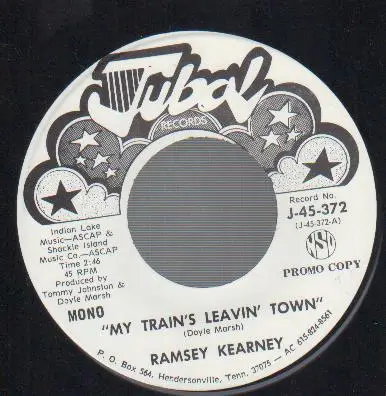 Jubal
RECORDS
Indian Lake
Music—ASCAP &
Shackle Island
Music Co.—ASCAP
Time 2:46
45 RPM
Produced by
Tommy Johnston &
Doyle Marsh
MONO
Record No.
J-45-372
(J-45-372-A)
NSD
PROMO COPY
"MY TRAIN'S LEAVIN' TOWN"
(Doyle Marsh)
RAMSEY KEARNEY
P. O. Box 564, Hendersonville, Tenn. 37075 — AC 615-824-8561